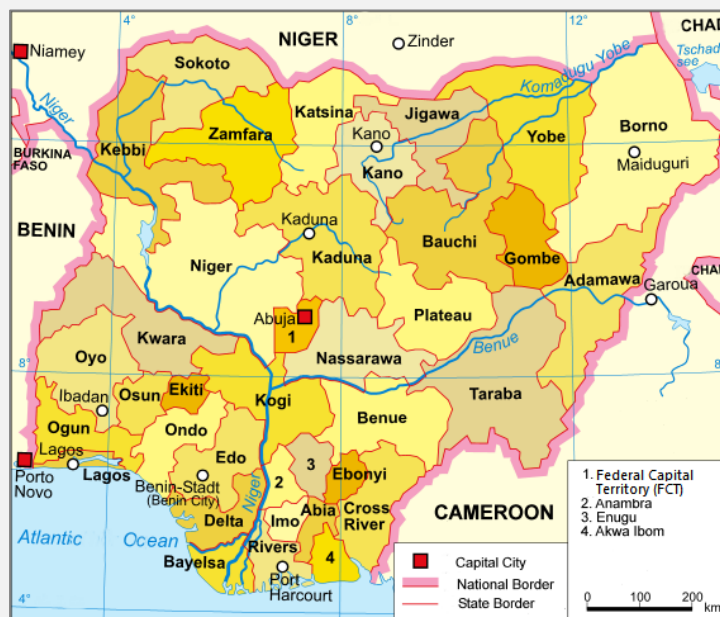 4°
8°
12°
CHAD
NIGER
Zinder
Niamey
Sokoto
Tschad-
see
Komadugu Yobe
Niger
Katsina
Jigawa
Zamfara
Kano
Yobe
Borno
BURKINA
FASO
Kebbi
Kano
Maiduguri
BENIN
Kaduna
Bauchi
Niger
Kaduna
Gombe
CHAD
Adamawa
Garoua
Abuja
1
Plateau
Kwara
Nassarawa
Benue
Oyo
8°
8°
Taraba
Ibadan
Osun
Ekiti
Kogi
Benue
Ogun
Ondo
Edo
3
Ebonyi
Lagos
Lagos
Porto
Novo
Benin-Stadt
(Benin City)
Niger
2
Abia
Cross
River
Delta
Imo
CAMEROON
Atlantic Ocean
Rivers
Bayelsa
4
Port
Harcourt
4°
1. Federal Capital
Territory (FCT)
2. Anambra
3. Enugu
4. Akwa Ibom
Capital City
National Border
State Border
0 100 200
km